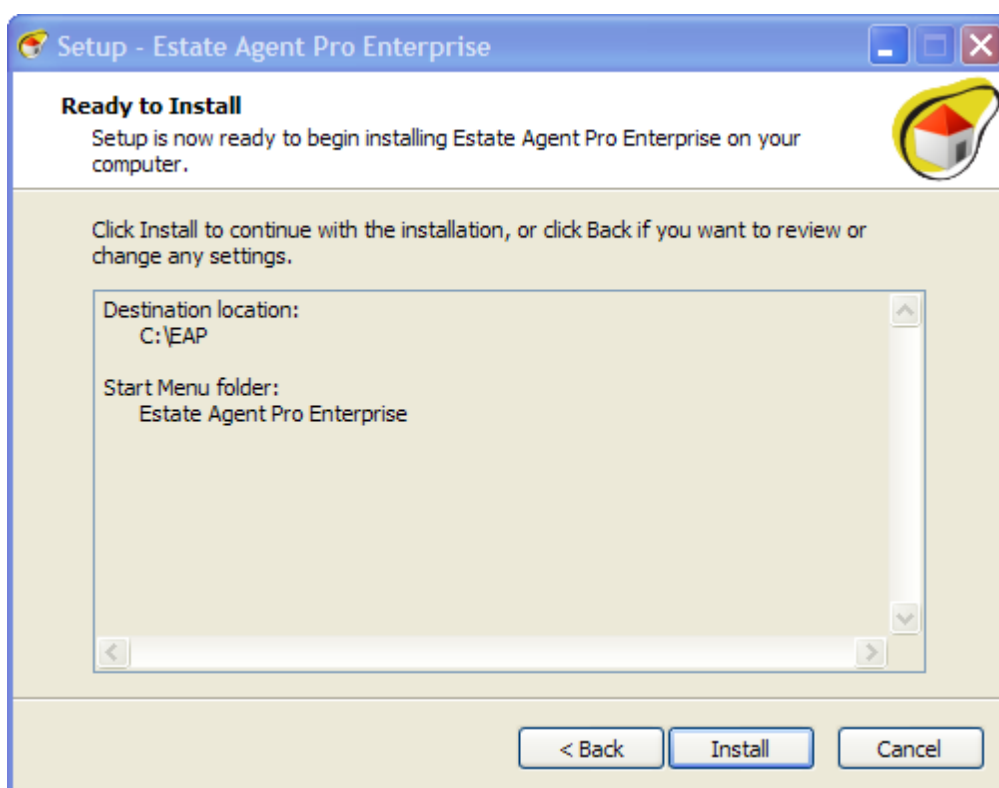 Setup - Estate Agent Pro Enterprise
Ready to Install
Setup is now ready to begin installing Estate Agent Pro Enterprise on your
computer.
Click Install to continue with the installation, or click Back if you want to review or
change any settings.
Destination location:
C:\EAP
Start Menu folder:
Estate Agent Pro Enterprise
< Back Install Cancel